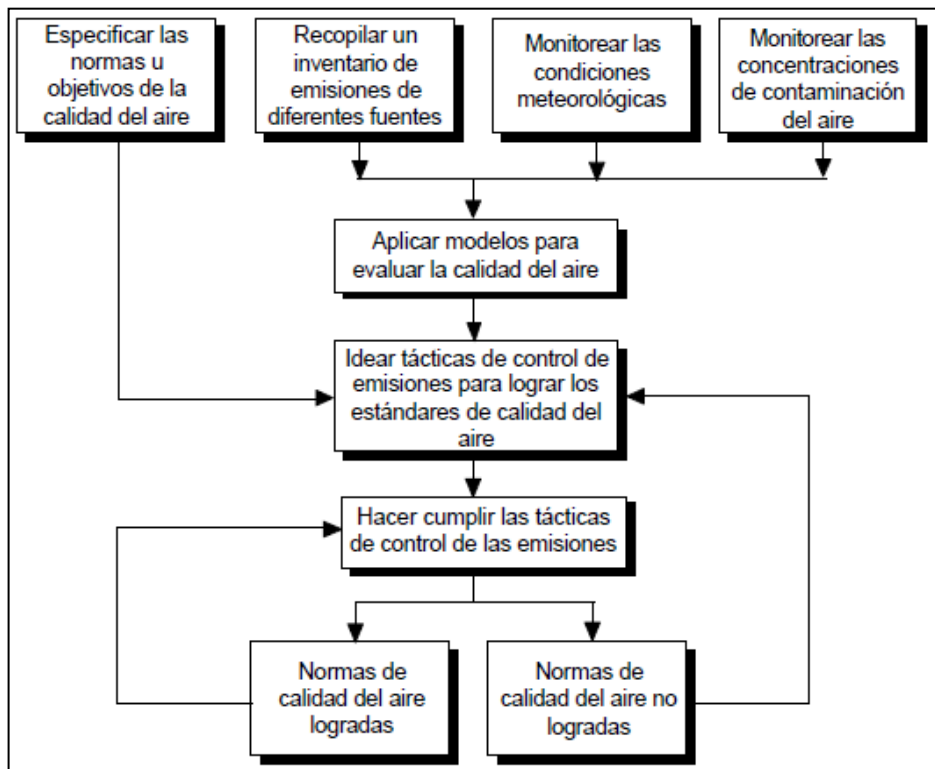 Especificar las
normas u
objetivos de la
calidad del aire
Recopilar un
inventario de
emisiones de
diferentes fuentes
Monitorear las
condiciones
meteorológicas
Monitorear las
concentraciones
de contaminación
del aire
Aplicar modelos para
evaluar la calidad del aire
Idear tácticas de control de
emisiones para lograr los
estándares de calidad del
aire
Hacer cumplir las tácticas
de control de las emisiones
Normas de
calidad del aire
logradas
Normas de
calidad del aire no
logradas